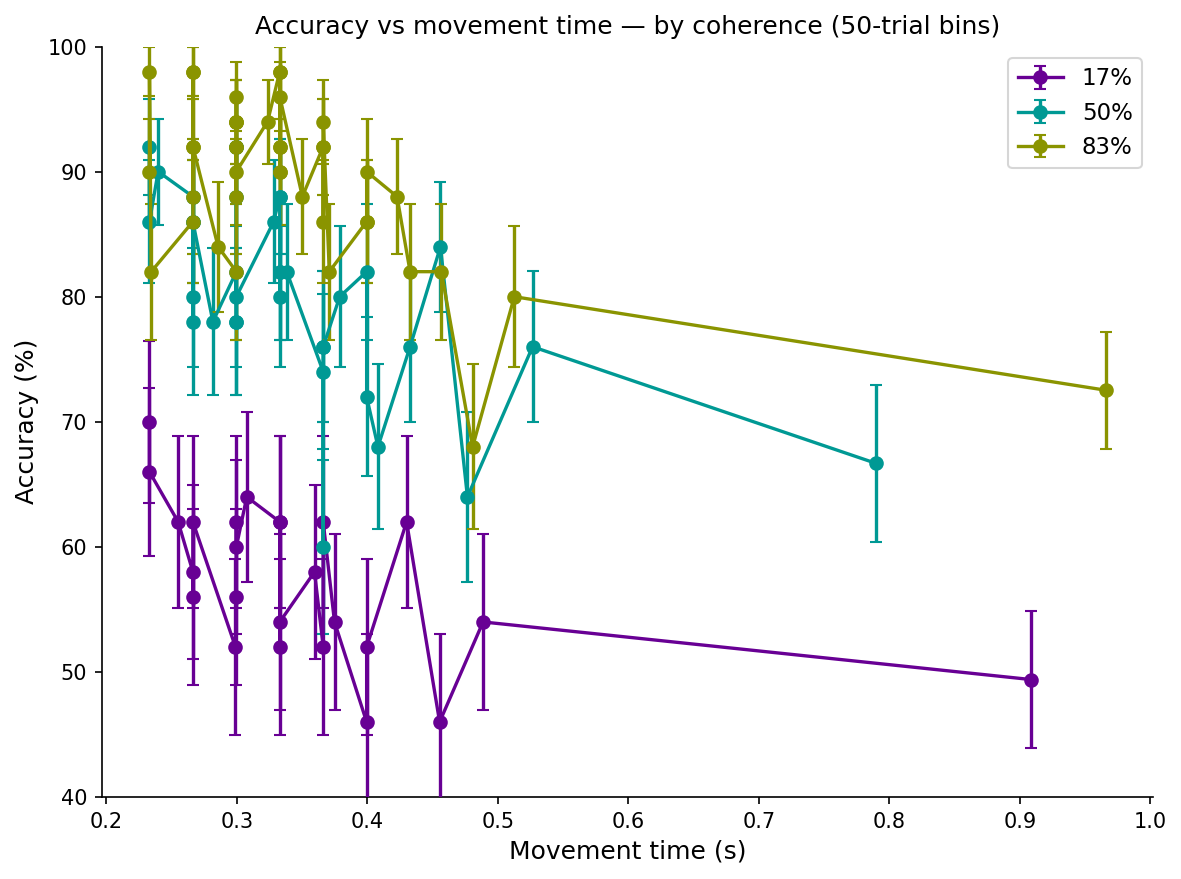 Accuracy vs movement time — by coherence (50-trial bins)
17%
50%
83%
Accuracy (%)
100
90
80
70
60
50
40
0.2 0.3 0.4 0.5 0.6 0.7 0.8 0.9 1.0
Movement time (s)